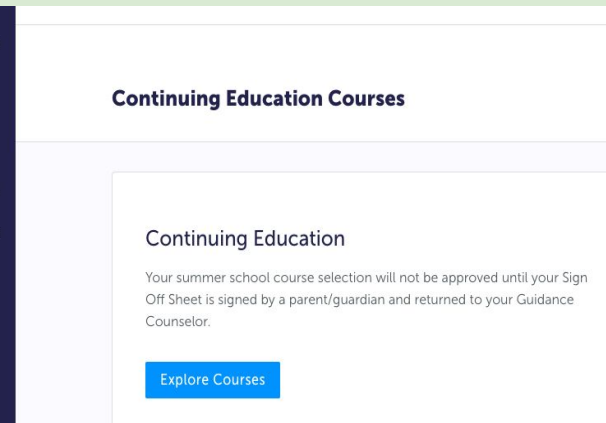 Continuing Education Courses
Continuing Education
Your summer school course selection will not be approved until your Sign
Off Sheet is signed by a parent/guardian and returned to your Guidance
Counselor.
Explore Courses